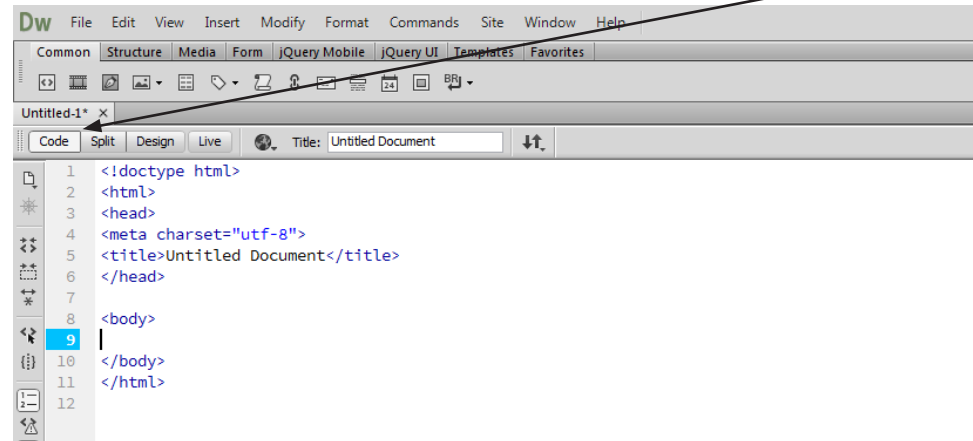 Dw File Edit View Insert Modify Format Commands Site Window Help
Common Structure Media Form jQuery Mobile jQuery UI Templates Favorites
Untitled-1* ×
Code Split Design Live Title: Untitled Document
1 <!doctype html>
2 <html>
3 <head>
4 <meta charset="utf-8">
5 <title>Untitled Document</title>
6 </head>
7
8 <body>
9
10 </body>
11 </html>
12